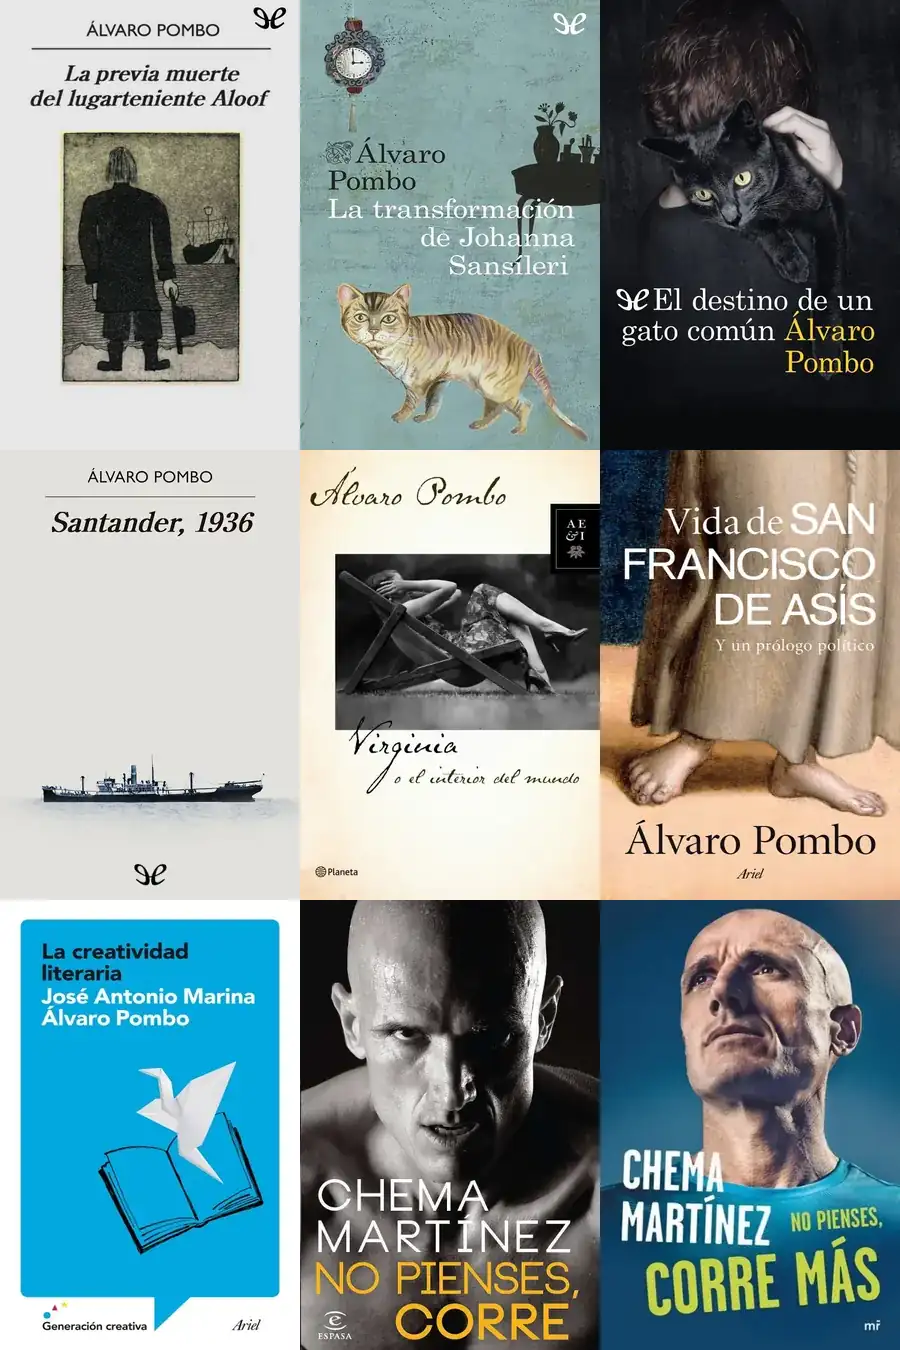 ÁLVARO POMBO
La previa muerte
del lugarteniente Aloof
Álvaro
Pombo
La transformación
de Johanna
Sansíleri
El destino de un
gato común Álvaro
Pombo
ÁLVARO POMBO
Santander, 1936
Álvaro Pombo
A E
& I
Virginia
o el interior del mundo
Planeta
Vida de SAN
FRANCISCO
DE ASÍS
Y un prólogo político
Álvaro Pombo
Ariel
La creatividad
literaria
José Antonio Marina
Álvaro Pombo
Generación creativa
Ariel
CHEMA
MARTÍNEZ
NO PIENSES,
CORRE
ESPASA
CHEMA
MARTÍNEZ NO PIENSES,
CORRE MÁS
mr̄